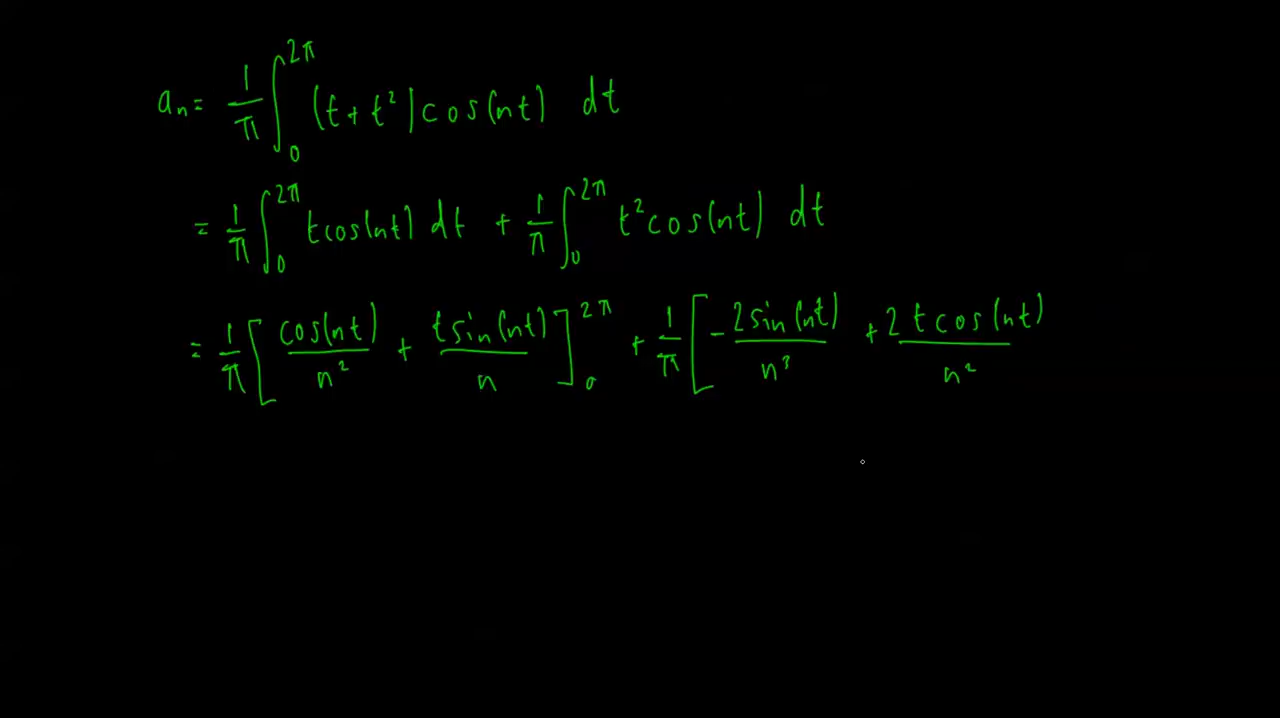 aₙ = 1/π ∫₀^2π (t + t²) cos(nt) dt
= 1/π ∫₀^2π t cos(nt) dt + 1/π ∫₀^2π t² cos(nt) dt
= 1/π [cos(nt)/n² + t sin(nt)/n]₀^2π + 1/π [- 2 sin(nt)/n³ + 2 t cos(nt)/n²